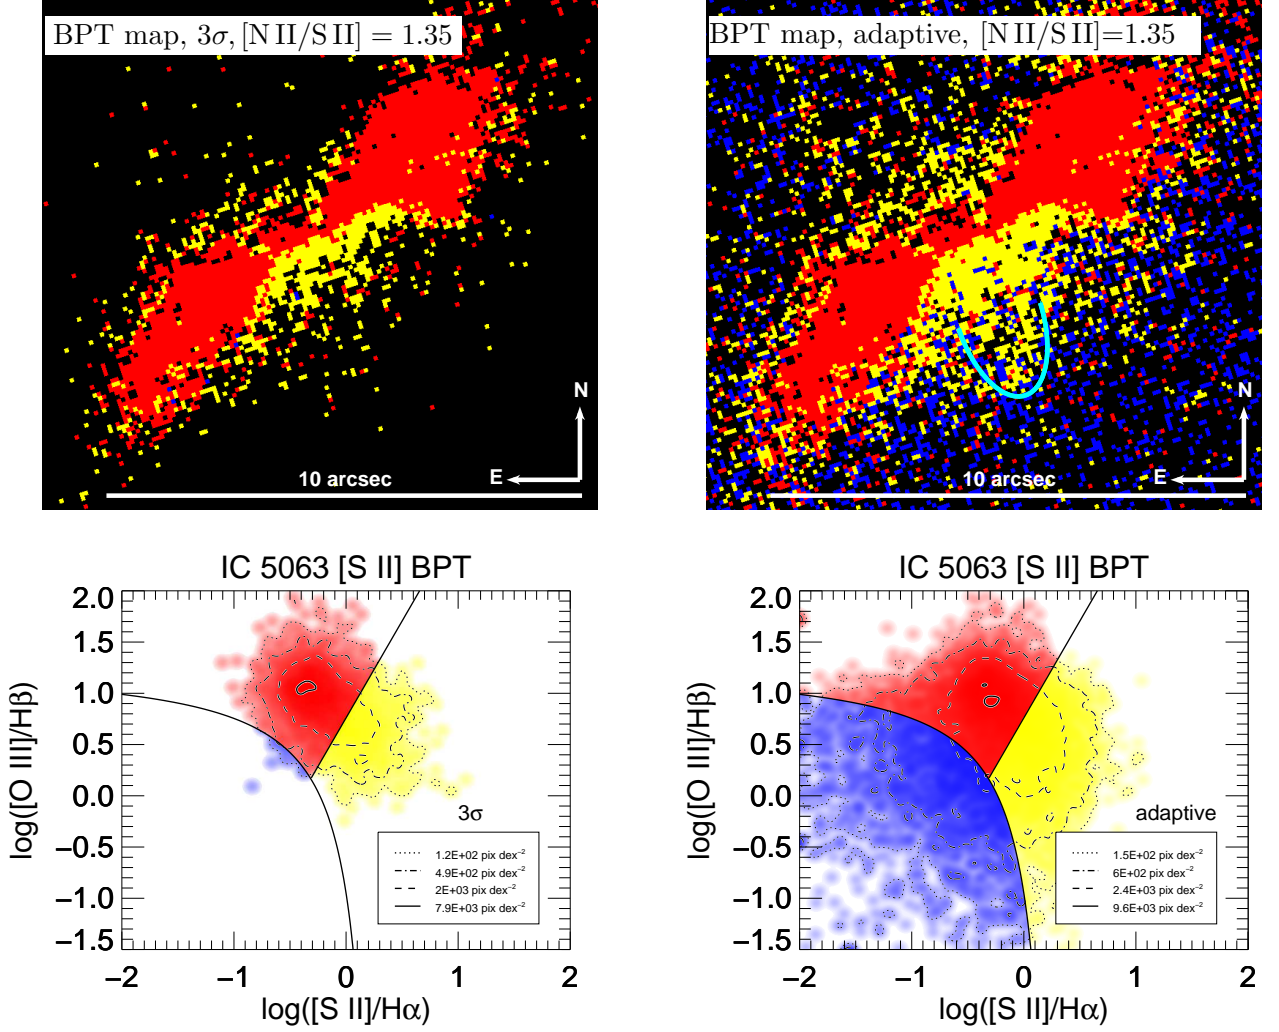 BPT map, 3σ, [N II/S II] = 1.35
BPT map, adaptive, [N II/S II]=1.35
N
E
10 arcsec
N
E
10 arcsec
IC 5063 [S II] BPT
2.0
1.5
1.0
0.5
0.0
−0.5
−1.0
−1.5
−2
−1
0
1
2
log([O III]/Hβ)
log([S II]/Hα)
3σ
1.2E+02 pix dex⁻²
4.9E+02 pix dex⁻²
2E+03 pix dex⁻²
7.9E+03 pix dex⁻²
IC 5063 [S II] BPT
2.0
1.5
1.0
0.5
0.0
−0.5
−1.0
−1.5
−2
−1
0
1
2
log([O III]/Hβ)
log([S II]/Hα)
adaptive
1.5E+02 pix dex⁻²
6E+02 pix dex⁻²
2.4E+03 pix dex⁻²
9.6E+03 pix dex⁻²